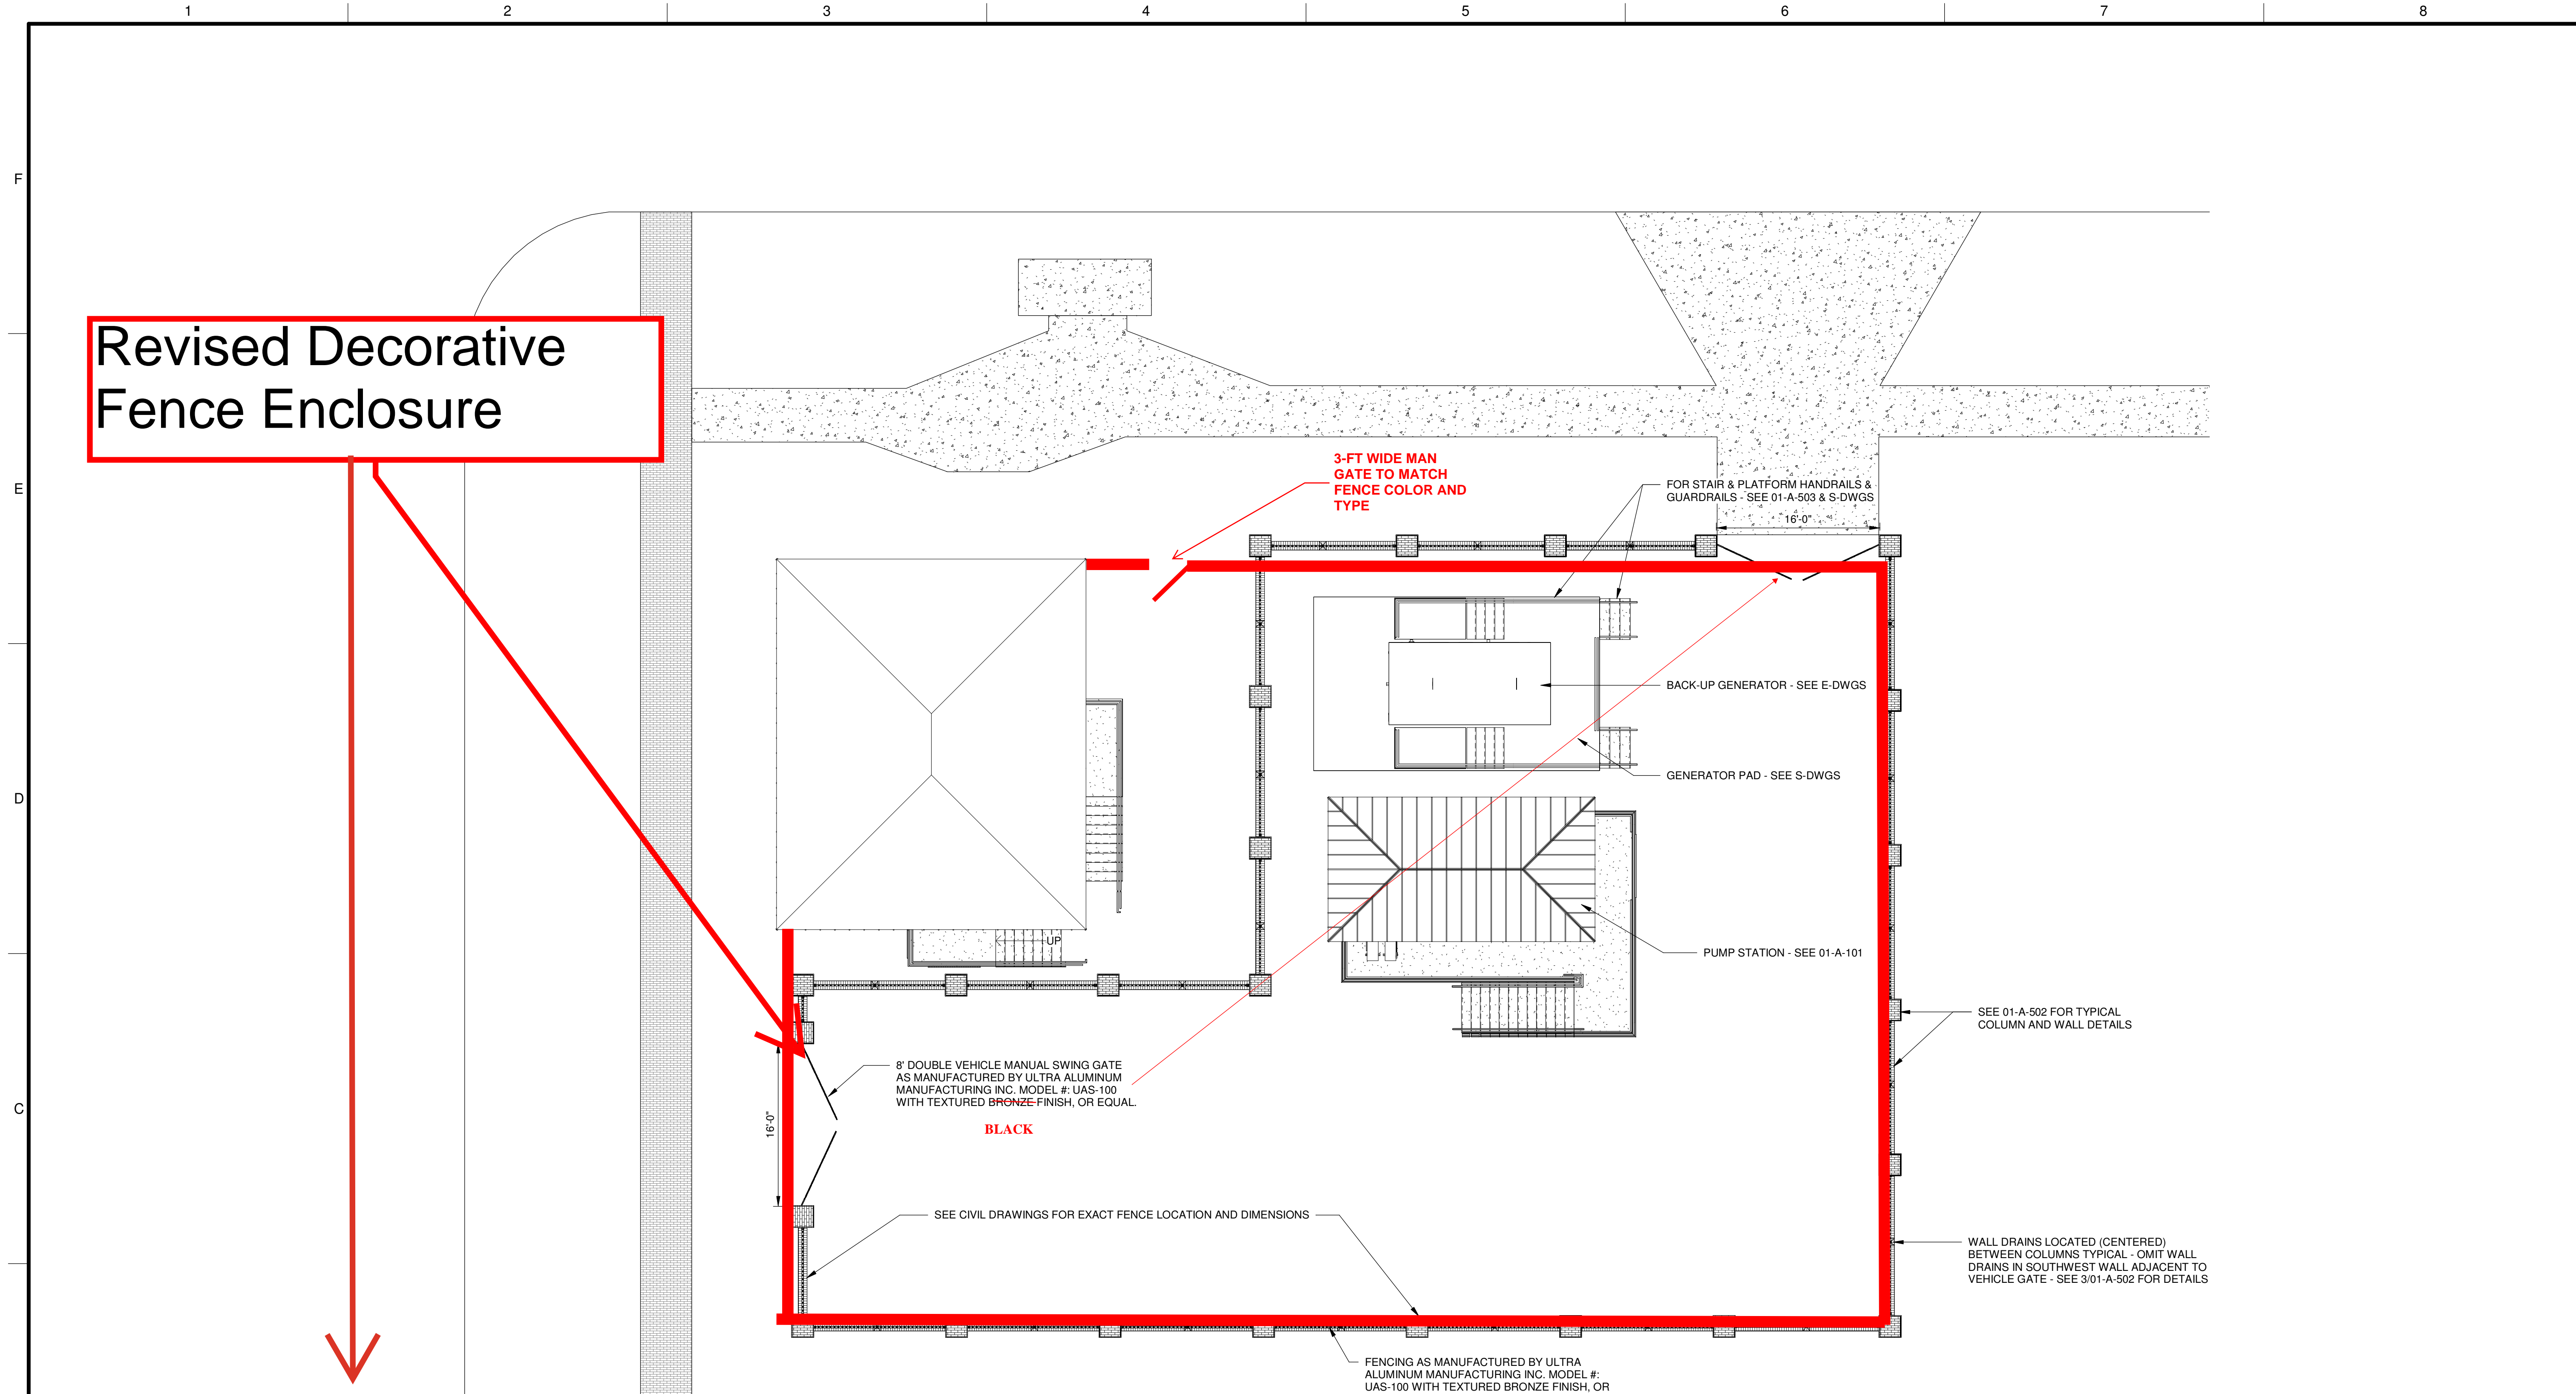 1 2 3 4 5 6 7 8
F
E
D
C
Revised Decorative
Fence Enclosure
3-FT WIDE MAN
GATE TO MATCH
FENCE COLOR AND
TYPE
FOR STAIR & PLATFORM HANDRAILS &
GUARDRAILS - SEE 01-A-503 & S-DWGS
16'-0"
BACK-UP GENERATOR - SEE E-DWGS
GENERATOR PAD - SEE S-DWGS
UP
PUMP STATION - SEE 01-A-101
SEE 01-A-502 FOR TYPICAL
COLUMN AND WALL DETAILS
8' DOUBLE VEHICLE MANUAL SWING GATE
AS MANUFACTURED BY ULTRA ALUMINUM
MANUFACTURING INC. MODEL #: UAS-100
WITH TEXTURED BRONZE FINISH, OR EQUAL.
BLACK
16'-0"
SEE CIVIL DRAWINGS FOR EXACT FENCE LOCATION AND DIMENSIONS
WALL DRAINS LOCATED (CENTERED)
BETWEEN COLUMNS TYPICAL - OMIT WALL
DRAINS IN SOUTHWEST WALL ADJACENT TO
VEHICLE GATE - SEE 3/01-A-502 FOR DETAILS
FENCING AS MANUFACTURED BY ULTRA
ALUMINUM MANUFACTURING INC. MODEL #:
UAS-100 WITH TEXTURED BRONZE FINISH, OR